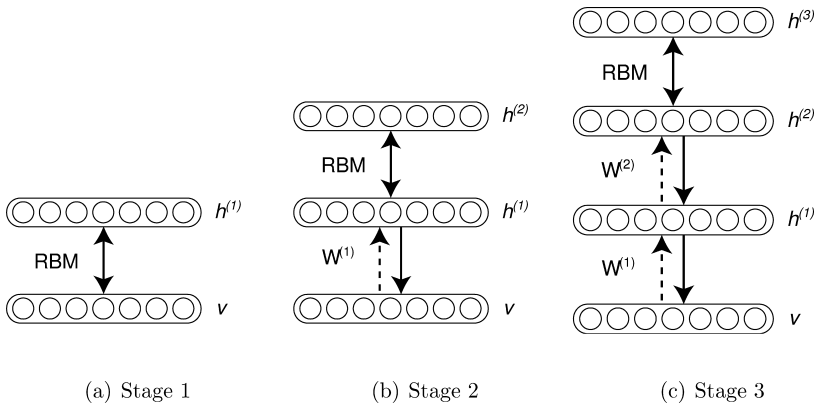 h(1)
RBM
v
(a) Stage 1
h(2)
RBM
h(1)
W(1)
v
(b) Stage 2
h(3)
RBM
h(2)
W(2)
h(1)
W(1)
v
(c) Stage 3